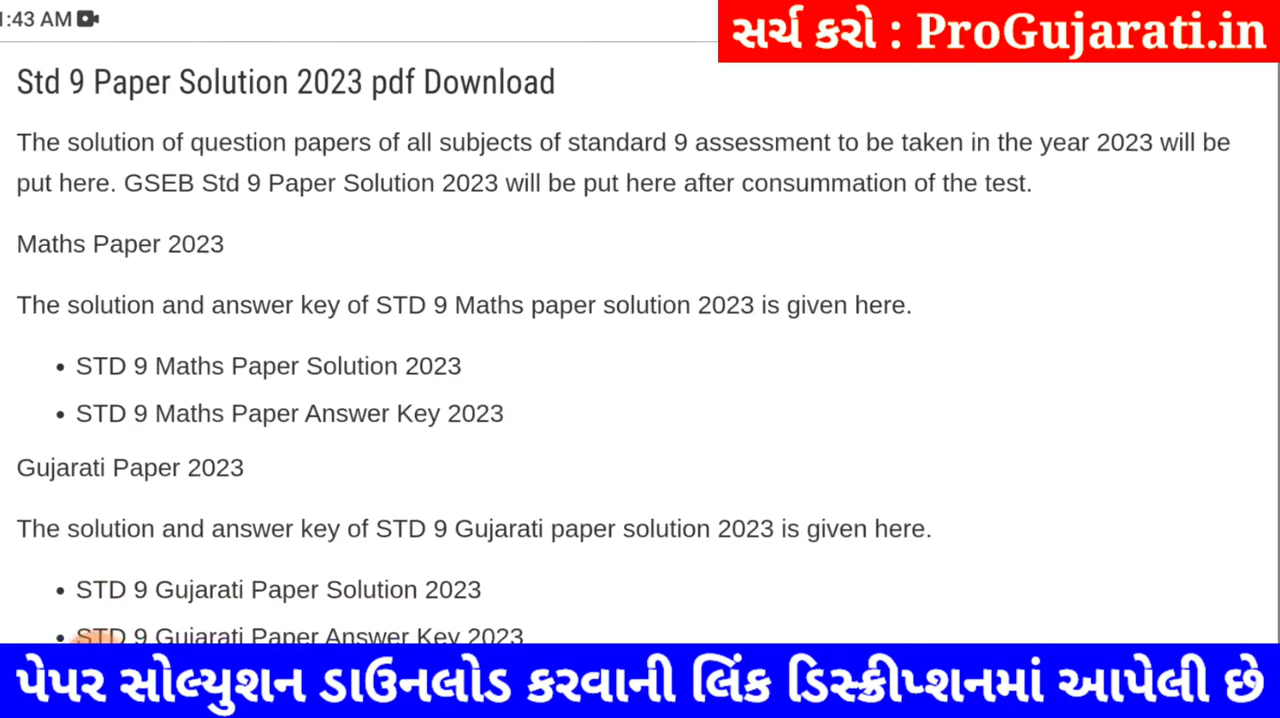 1:43 AM
સર્ચ કરો : ProGujarati.in
Std 9 Paper Solution 2023 pdf Download
The solution of question papers of all subjects of standard 9 assessment to be taken in the year 2023 will be
put here. GSEB Std 9 Paper Solution 2023 will be put here after consummation of the test.
Maths Paper 2023
The solution and answer key of STD 9 Maths paper solution 2023 is given here.
• STD 9 Maths Paper Solution 2023
• STD 9 Maths Paper Answer Key 2023
Gujarati Paper 2023
The solution and answer key of STD 9 Gujarati paper solution 2023 is given here.
• STD 9 Gujarati Paper Solution 2023
• STD 9 Gujarati Paper Answer Key 2023
પેપર સોલ્યુશન ડાઉનલોડ કરવાની લિંક ડિસ્ક્રીપ્શનમાં આપેલી છે